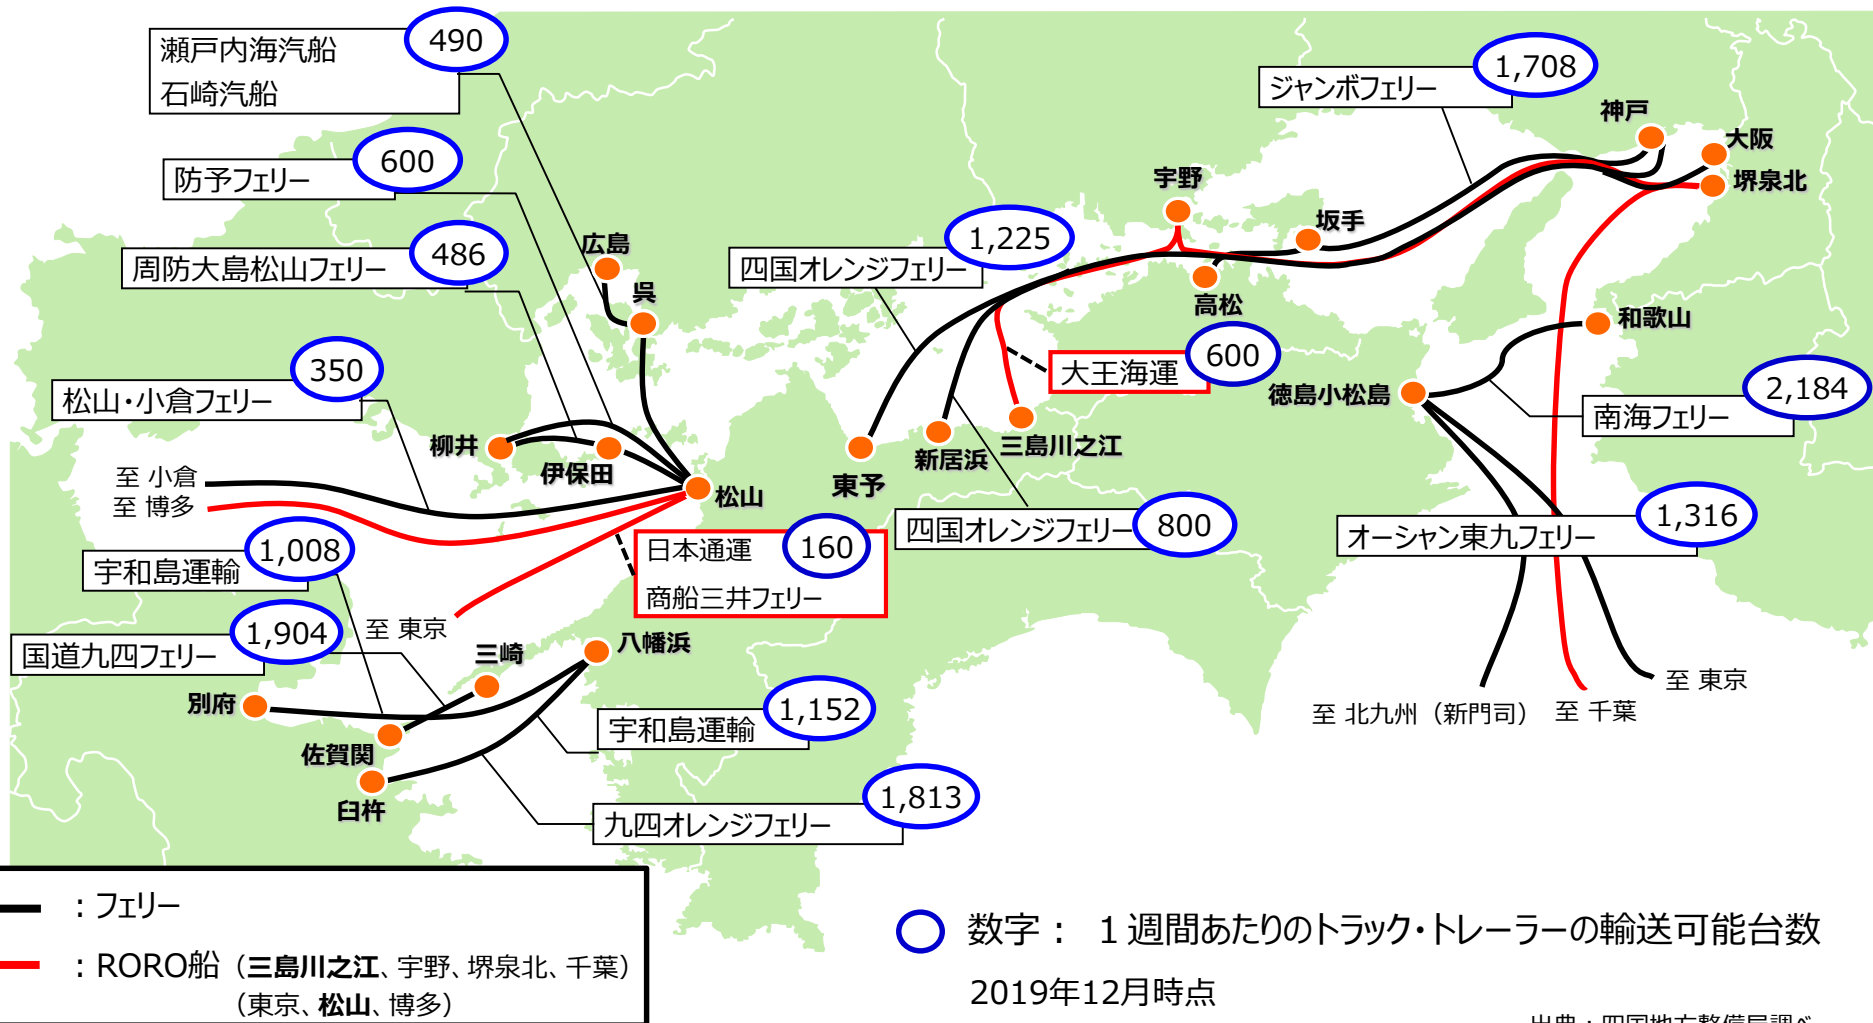 瀬戸内海汽船
石崎汽船
490
防予フェリー
600
周防大島松山フェリー
486
松山・小倉フェリー
350
至 小倉
至 博多
宇和島運輸
1,008
国道九四フェリー
1,904
至 東京
広島
呉
柳井
伊保田
松山
日本通運
商船三井フェリー
160
別府
佐賀関
臼杵
三崎
八幡浜
宇和島運輸
1,152
九四オレンジフェリー
1,813
四国オレンジフェリー
1,225
宇野
坂手
高松
ジャンボフェリー
1,708
神戸
大阪
堺泉北
和歌山
大王海運
600
徳島小松島
南海フェリー
2,184
東予
新居浜
三島川之江
四国オレンジフェリー
800
オーシャン東九フェリー
1,316
至 北九州（新門司）
至 千葉
至 東京
：フェリー
：RORO船（三島川之江、宇野、堺泉北、千葉）
（東京、松山、博多）
数字： １週間あたりのトラック・トレーラーの輸送可能台数
2019年12月時点
出典：四国地方整備局調べ